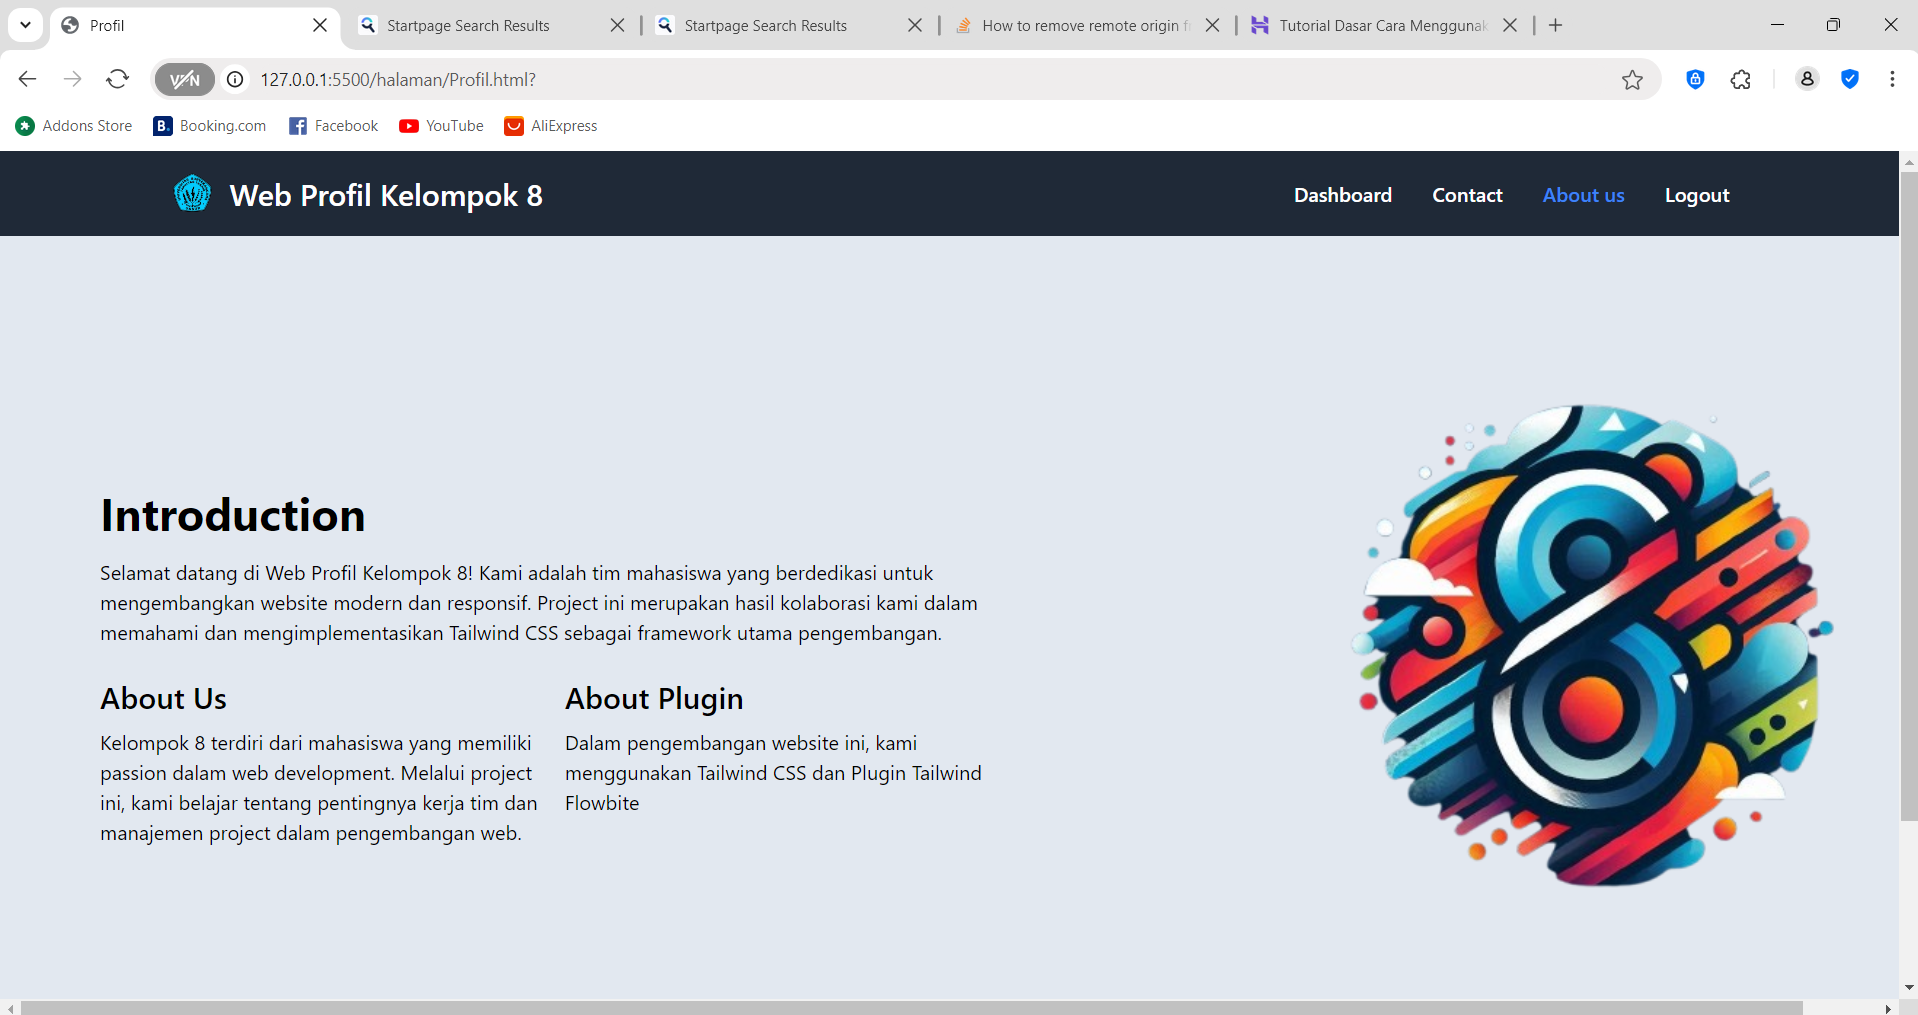 Profil
Startpage Search Results
Startpage Search Results
How to remove remote origin f
Tutorial Dasar Cara Menggunak
VPN
127.0.0.1:5500/halaman/Profil.html?
Addons Store
B. Booking.com
Facebook
YouTube
AliExpress
Web Profil Kelompok 8
Dashboard
Contact
About us
Logout
Introduction
Selamat datang di Web Profil Kelompok 8! Kami adalah tim mahasiswa yang berdedikasi untuk
mengembangkan website modern dan responsif. Project ini merupakan hasil kolaborasi kami dalam
memahami dan mengimplementasikan Tailwind CSS sebagai framework utama pengembangan.
About Us
Kelompok 8 terdiri dari mahasiswa yang memiliki
passion dalam web development. Melalui project
ini, kami belajar tentang pentingnya kerja tim dan
manajemen project dalam pengembangan web.
About Plugin
Dalam pengembangan website ini, kami
menggunakan Tailwind CSS dan Plugin Tailwind
Flowbite
8